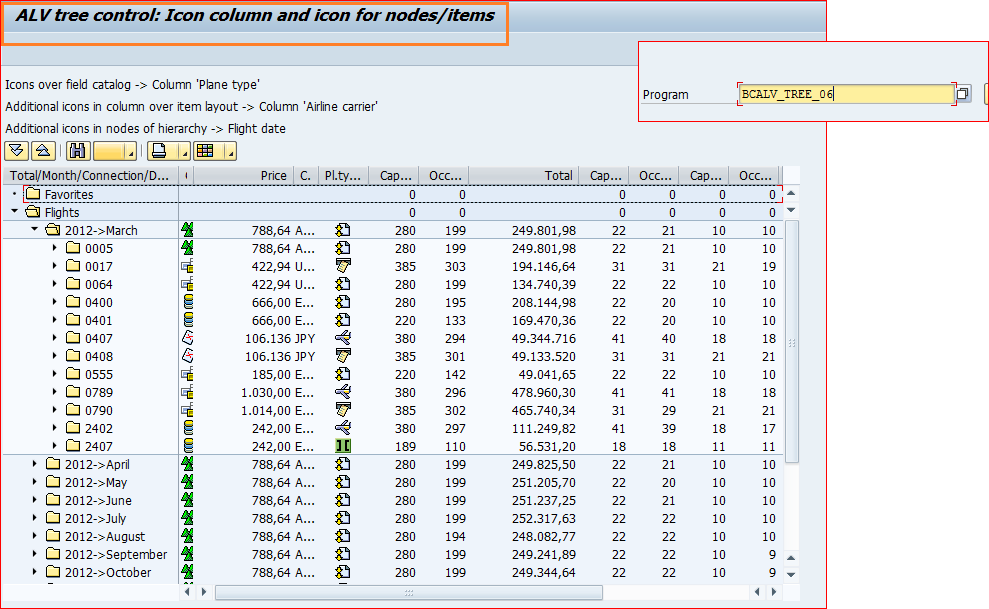 ALV tree control: Icon column and icon for nodes/items
Program BCALV_TREE_06
Icons over field catalog -> Column 'Plane type'
Additional icons in column over item layout -> Column 'Airline carrier'
Additional icons in nodes of hierarchy -> Flight date
Total/Month/Connection/D... ( Price C. Pl.ty... Cap... Occ... Total Cap... Occ... Cap... Occ...
Favorites 0 0 0 0 0 0
Flights 0 0 0 0 0 0
2012->March 788,64 A... 280 199 249.801,98 22 21 10 10
0005 788,64 A... 280 199 249.801,98 22 21 10 10
0017 422,94 U... 385 303 194.146,64 31 31 21 19
0064 422,94 U... 280 199 134.740,39 22 22 10 10
0400 666,00 E... 280 195 208.144,98 22 20 10 10
0401 666,00 E... 220 133 169.470,36 22 20 10 10
0407 106.136 JPY 380 294 49.344.716 41 40 18 18
0408 106.136 JPY 385 301 49.133.520 31 31 21 21
0555 185,00 E... 220 142 49.041,65 22 22 10 10
0789 1.030,00 E... 380 296 478.960,30 41 41 18 18
0790 1.014,00 E... 385 302 465.740,34 31 29 21 21
2402 242,00 E... 380 297 111.249,82 41 39 18 17
2407 242,00 E... 189 110 56.531,20 18 18 11 11
2012->April 788,64 A... 280 199 249.825,50 22 21 10 10
2012->May 788,64 A... 280 199 251.205,70 22 20 10 10
2012->June 788,64 A... 280 199 251.237,25 22 21 10 10
2012->July 788,64 A... 280 199 252.317,63 22 22 10 10
2012->August 788,64 A... 280 194 248.082,77 22 22 10 10
2012->September 788,64 A... 280 199 249.241,89 22 22 10 9
2012->October 788,64 A... 280 199 249.344,64 22 22 10 9